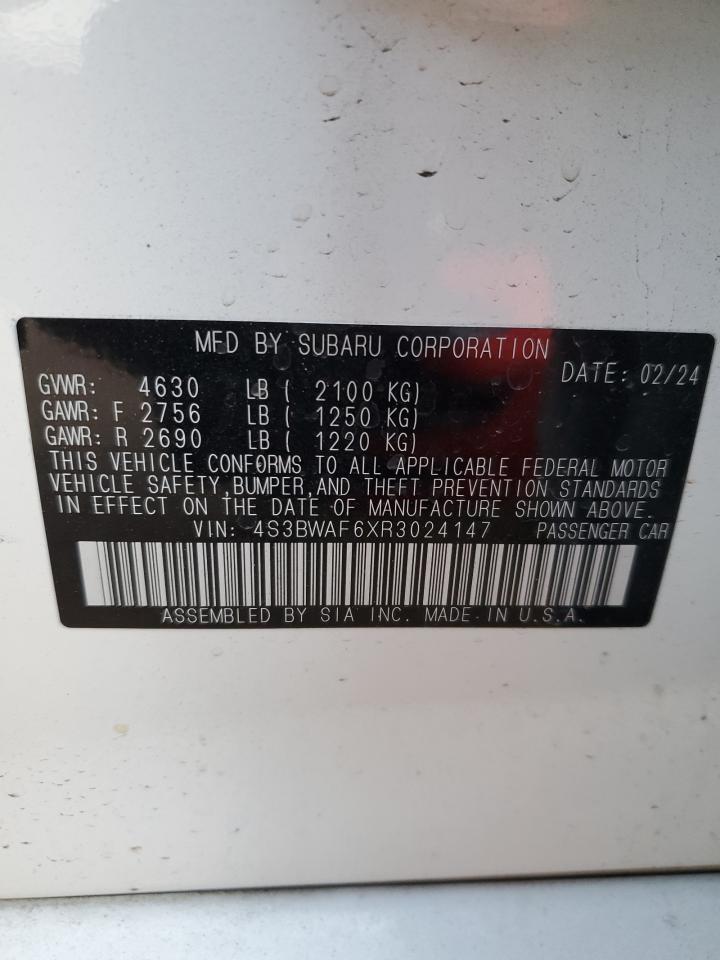 MFD BY SUBARU CORPORATION
DATE: 02/24
GVWR: 4630 LB ( 2100 KG)
GAWR: F 2756 LB ( 1250 KG)
GAWR: R 2690 LB ( 1220 KG)
THIS VEHICLE CONFORMS TO ALL APPLICABLE FEDERAL MOTOR
VEHICLE SAFETY,BUMPER,AND THEFT PREVENTION STANDARDS
IN EFFECT ON THE DATE OF MANUFACTURE SHOWN ABOVE.
VIN: 4S3BWAF6XR3024147 PASSENGER CAR
ASSEMBLED BY SIA INC. MADE IN U.S.A.